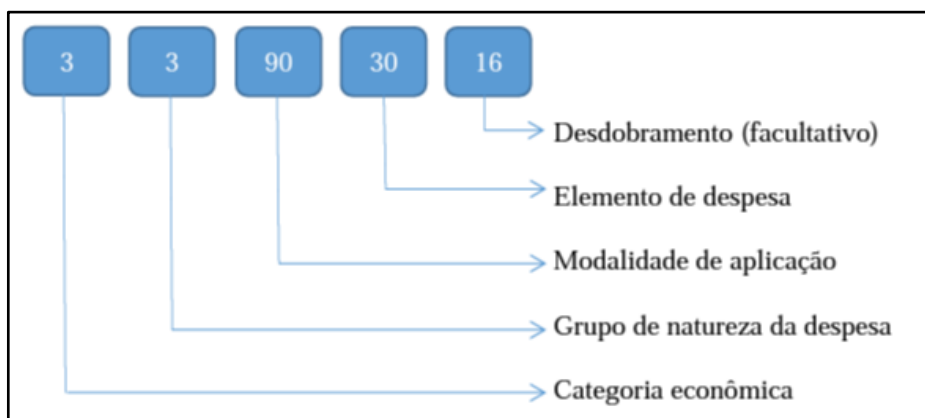 3 3 90 30 16
Desdobramento (facultativo)
Elemento de despesa
Modalidade de aplicação
Grupo de natureza da despesa
Categoria econômica